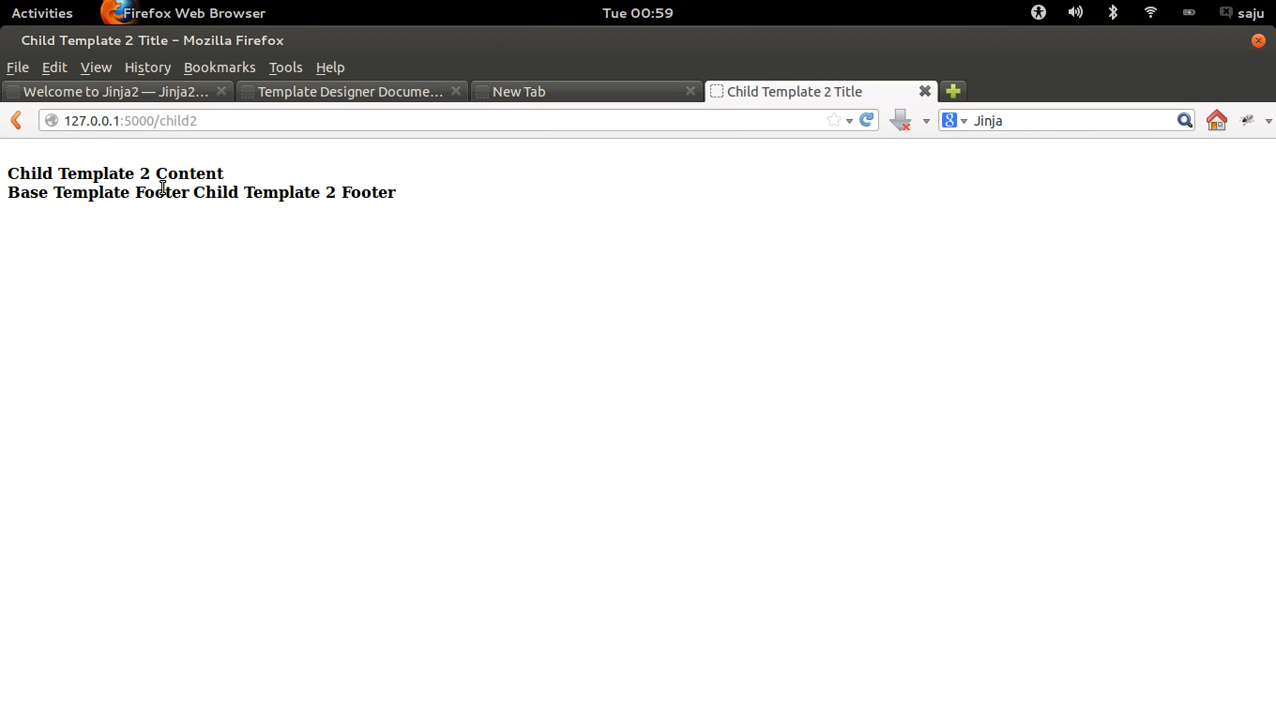 Activities Firefox Web Browser Tue 00:59 saju
Child Template 2 Title - Mozilla Firefox
File Edit View History Bookmarks Tools Help
Welcome to Jinja2 — Jinja2... Template Designer Docume... New Tab Child Template 2 Title
127.0.0.1:5000/child2 8 Jinja
Child Template 2 Content
Base Template Footer Child Template 2 Footer